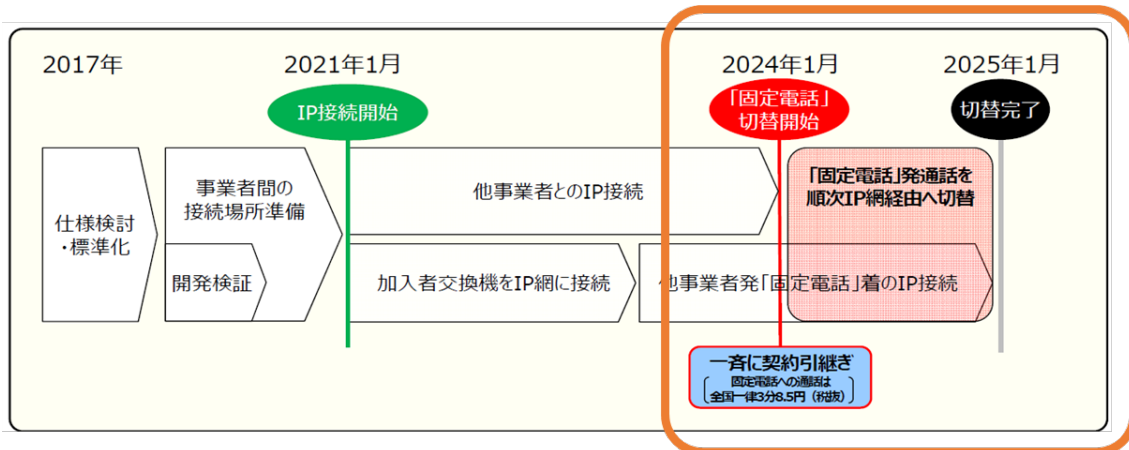 2017年
2021年1月
2024年1月
2025年1月
IP接続開始
「固定電話」
切替開始
切替完了
仕様検討
・標準化
事業者間の
接続場所準備
開発検証
他事業者とのIP接続
加入者交換機をIP網に接続
他事業者発「固定電話」着のIP接続
「固定電話」発通話を
順次IP網経由へ切替
一斉に契約引継ぎ
固定電話への通話は
全国一律3分8.5円（税抜）